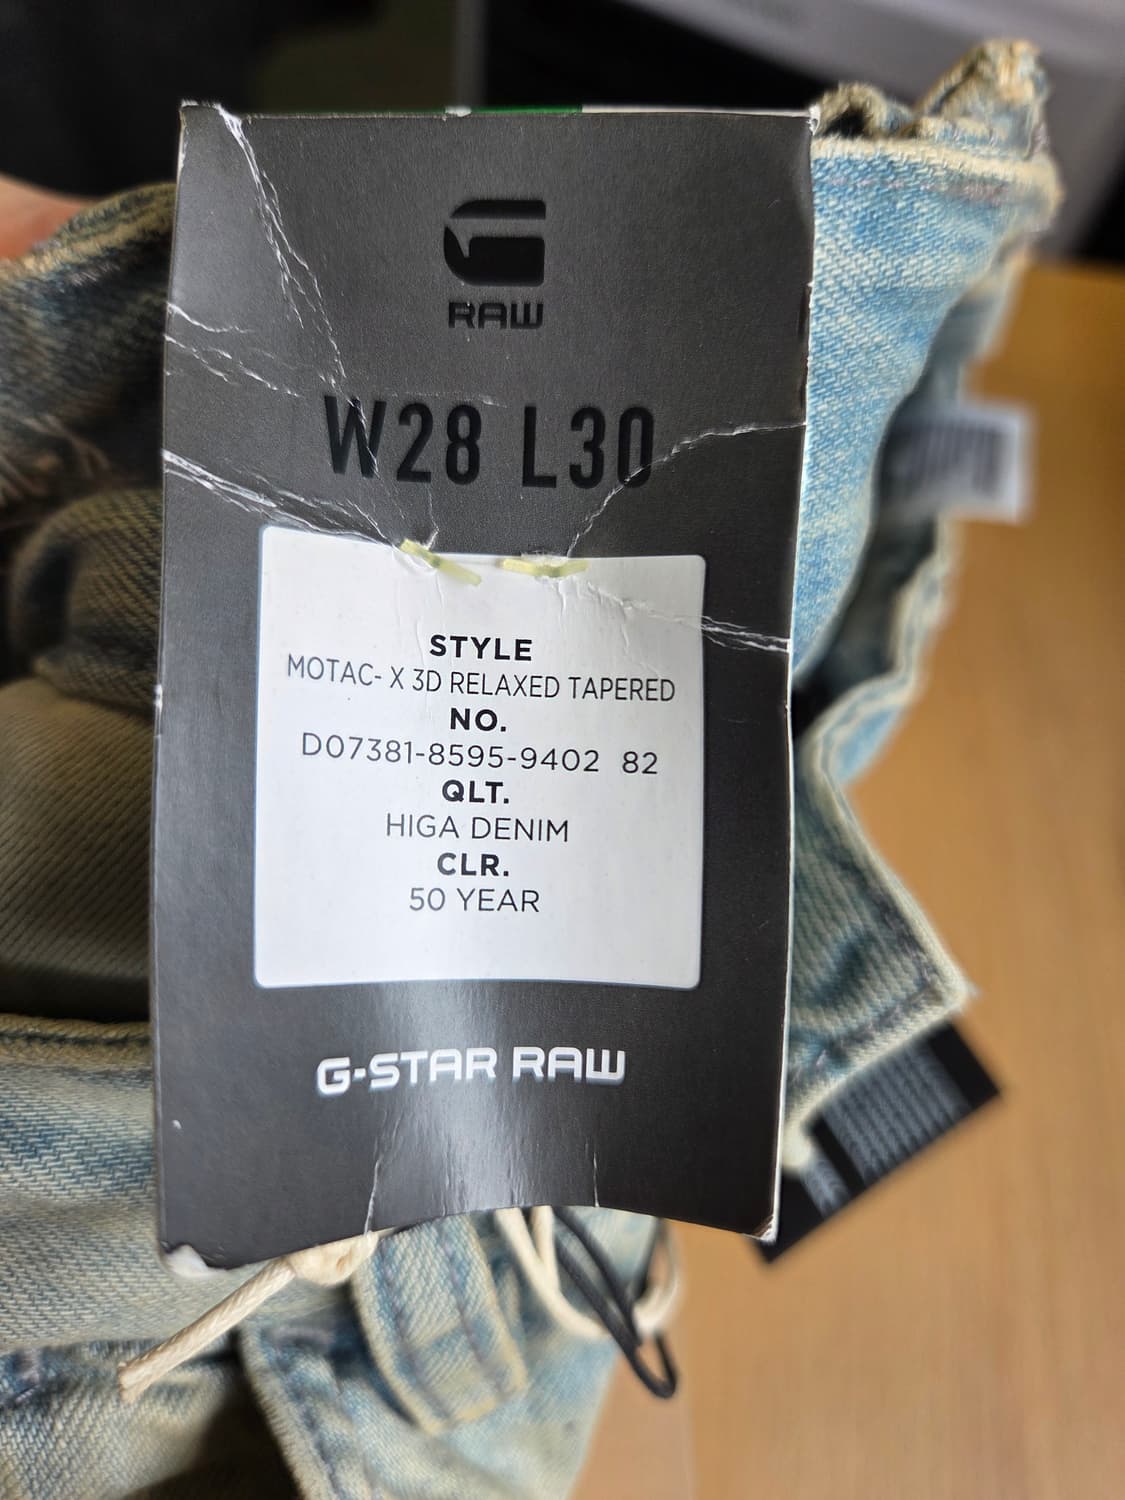 RAW
W28 L30
STYLE
MOTAC- X 3D RELAXED TAPERED
NO.
D07381-8595-9402 82
QLT.
HIGA DENIM
CLR.
50 YEAR
G-STAR RAW